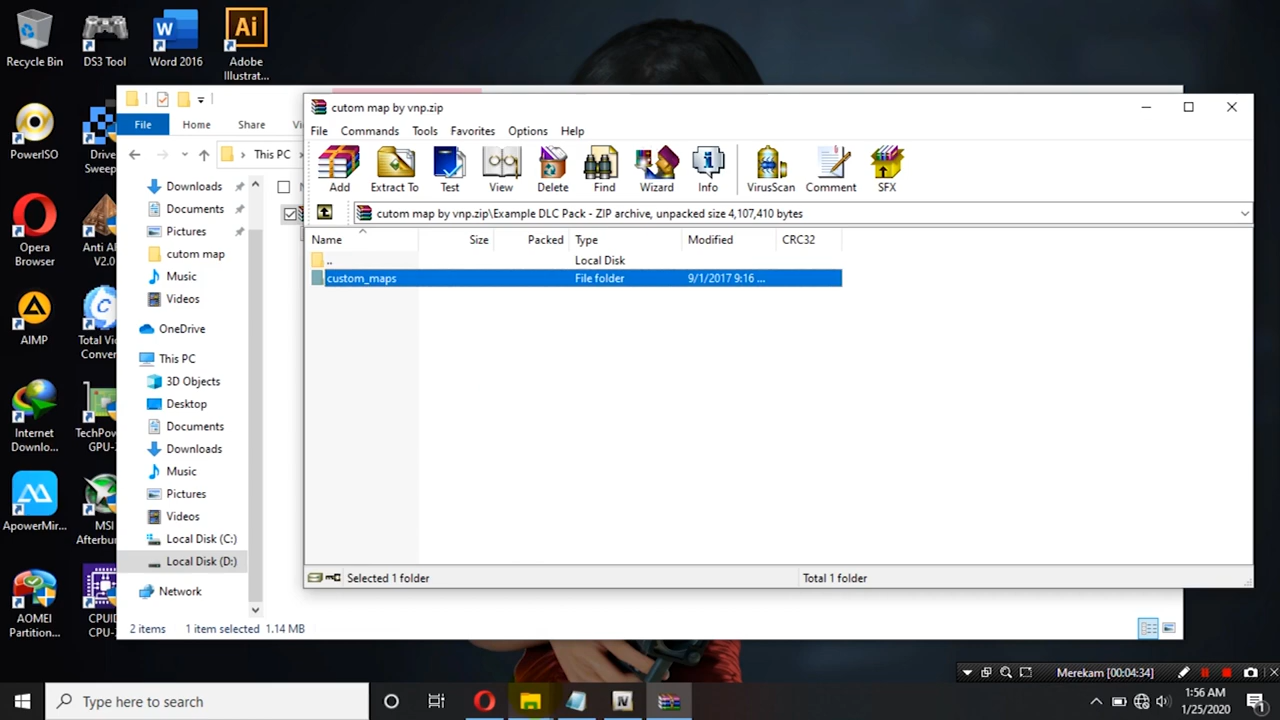 Recycle Bin
DS3 Tool
Word 2016
Adobe
Illustrat...
PowerISO
Drive
Sweep...
Opera
Browser
Anti A
V2.0
AIMP
Total Vi
Conver
Internet
Downlo...
TechPow
GPU-
ApowerMir...
MSI
Afterbu
AOMEI
Partition...
CPUID
CPU-
File
Home
Share
This PC
Downloads
Documents
Pictures
cutom map
Music
Videos
OneDrive
This PC
3D Objects
Desktop
Documents
Downloads
Music
Pictures
Videos
Local Disk (C:)
Local Disk (D:)
Network
2 items
1 item selected 1.14 MB
cutom map by vnp.zip
File
Commands
Tools
Favorites
Options
Help
Add
Extract To
Test
View
Delete
Find
Wizard
Info
VirusScan
Comment
SFX
cutom map by vnp.zip\Example DLC Pack - ZIP archive, unpacked size 4,107,410 bytes
Name
Size
Packed
Type
Modified
CRC32
..
Local Disk
custom_maps
File folder
9/1/2017 9:16 ...
Selected 1 folder
Total 1 folder
Merekam [00:04:34]
Type here to search
IV
1:56 AM
1/25/2020
1